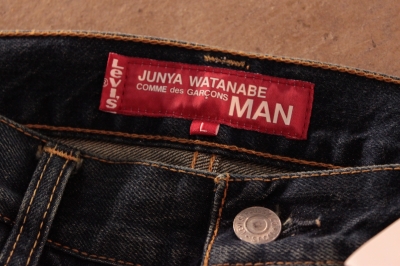 Levi's
JUNYA WATANABE
COMME des GARÇONS
MAN
L